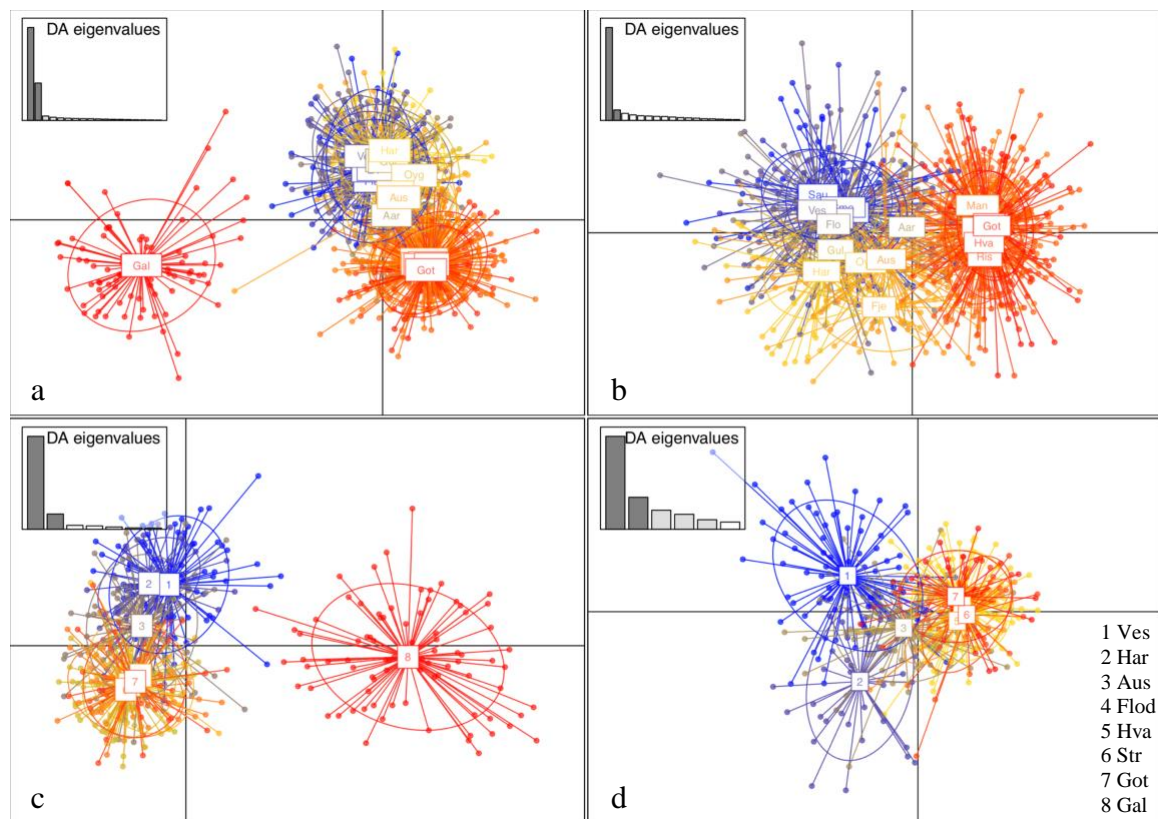 DA eigenvalues
Har
V
Oyg
Aus
Aar
Gal
Got
a
DA eigenvalues
Sau
Ves
Man
Flo
Aar
Got
Gul
Hva
Aus
Ris
Har
Fje
b
DA eigenvalues
2 1
3
8
7
c
DA eigenvalues
1
7
6
3
2
1 Ves
2 Har
3 Aus
4 Flod
5 Hva
6 Str
7 Got
8 Gal
d